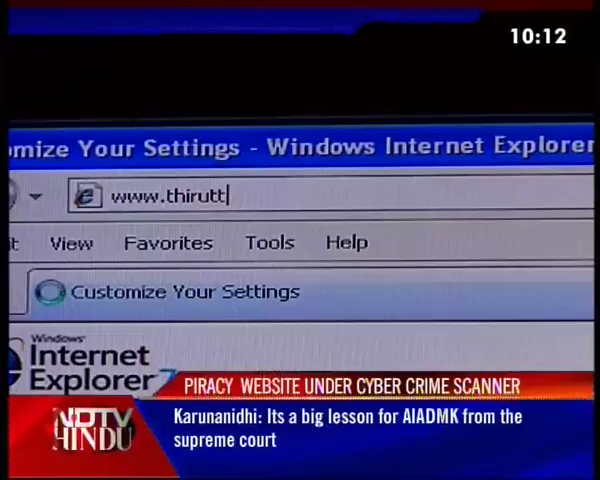 10:12
omize Your Settings - Windows Internet Explorer
www.thirutt
it View Favorites Tools Help
Customize Your Settings
Windows
Internet
Explorer 7
PIRACY WEBSITE UNDER CYBER CRIME SCANNER
NDTV
HINDU
Karunanidhi: Its a big lesson for AIADMK from the
supreme court